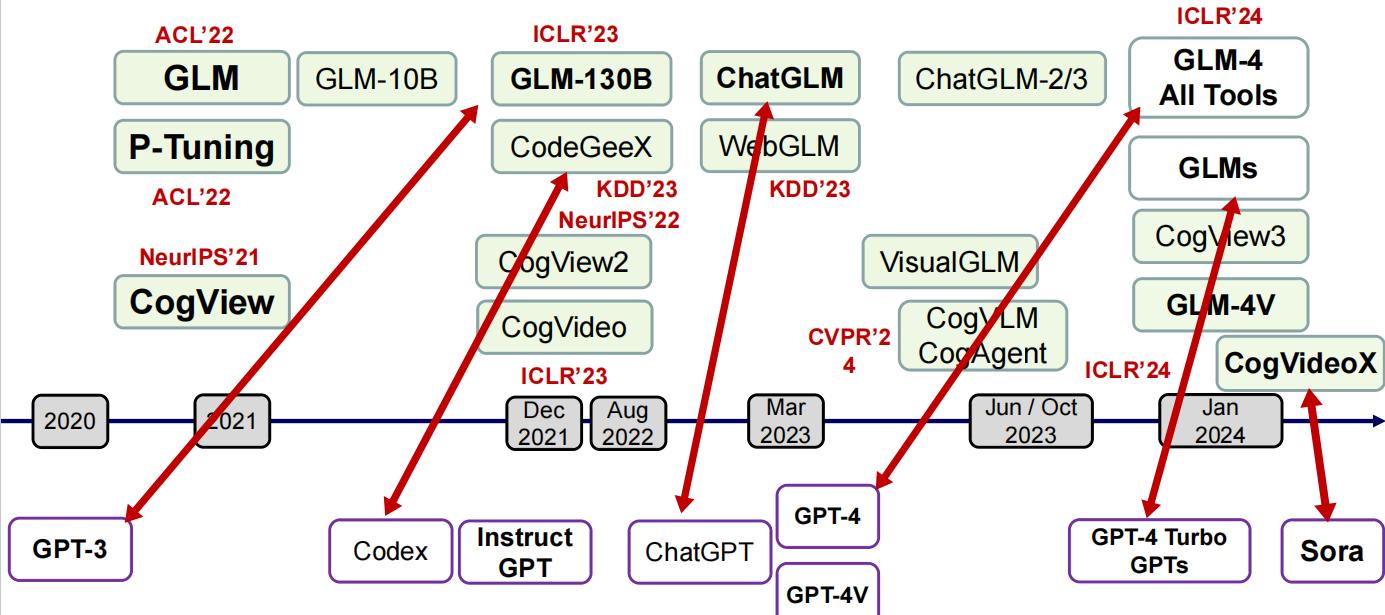 ACL’22
GLM
GLM-10B
P-Tuning
ACL’22
NeurIPS’21
CogView
ICLR’23
GLM-130B
CodeGeeX
KDD’23
NeurIPS’22
CogView2
CogVideo
ICLR’23
ChatGLM
WebGLM
KDD’23
ChatGLM-2/3
VisualGLM
CogVLM
CogAgent
CVPR’2
4
ICLR’24
GLM-4
All Tools
GLMs
CogView3
GLM-4V
CogVideoX
ICLR’24
2020
2021
Dec
2021
Aug
2022
Mar
2023
Jun / Oct
2023
Jan
2024
GPT-3
Codex
Instruct
GPT
ChatGPT
GPT-4
GPT-4V
GPT-4 Turbo
GPTs
Sora